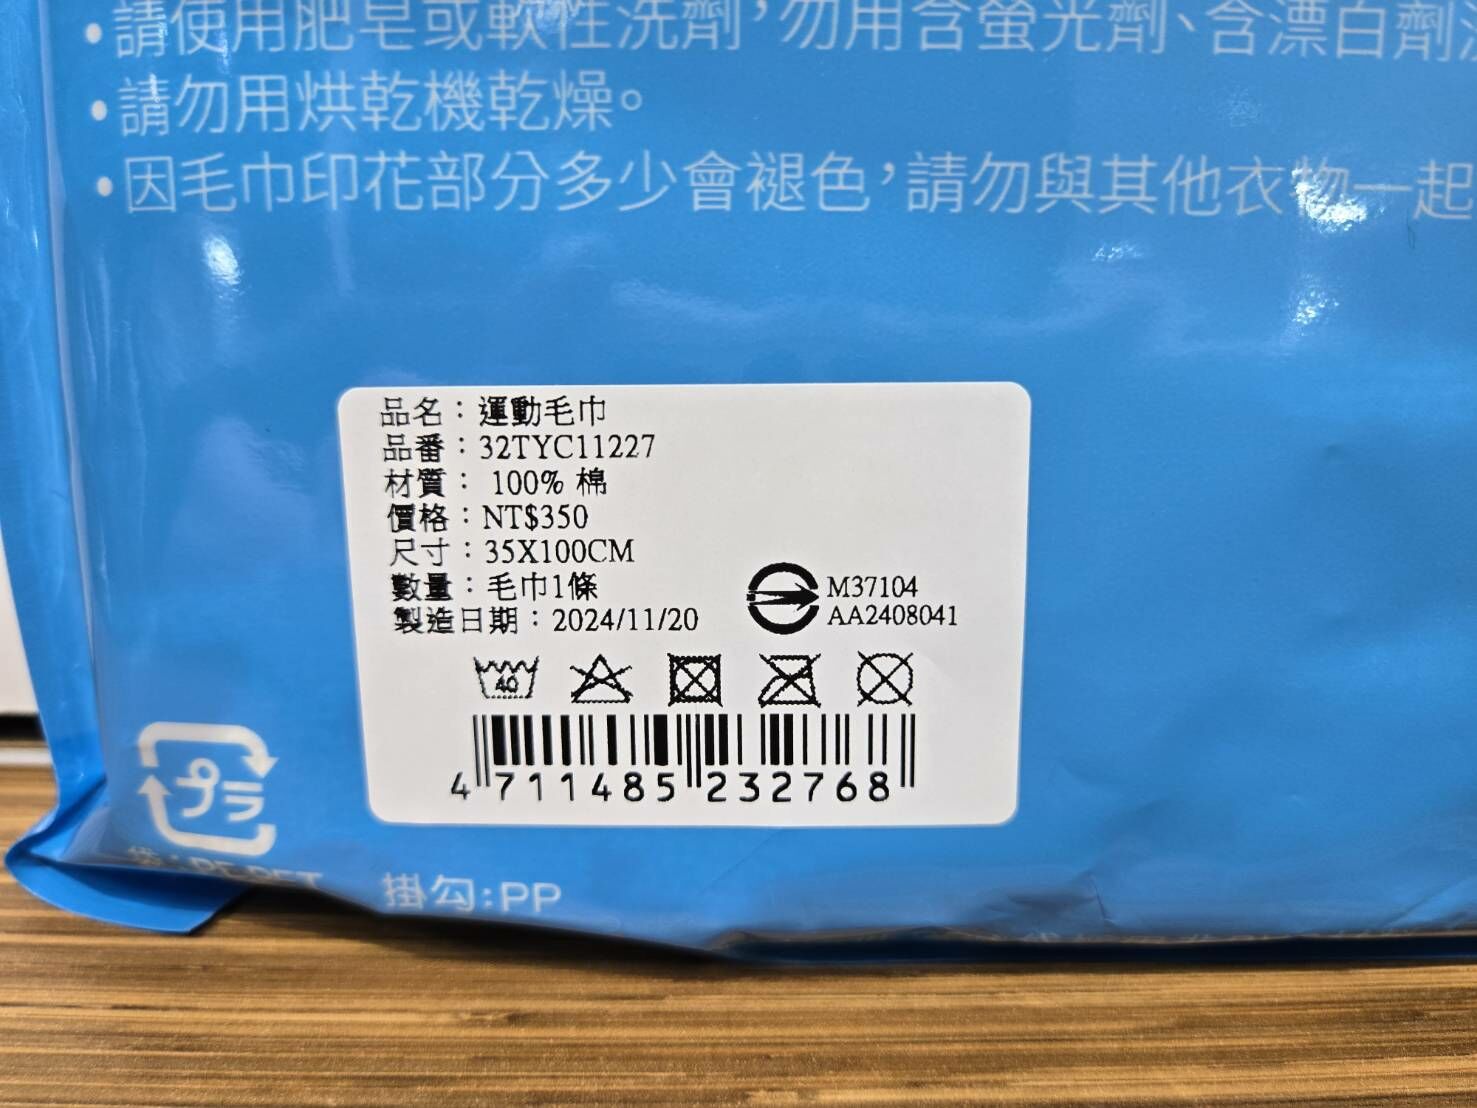 •請使用肥皂或軟性洗劑，勿用含螢光劑、含漂白劑
•請勿用烘乾機乾燥。
•因毛巾印花部分多少會褪色，請勿與其他衣物一起
品名：運動毛巾
品番：32TYC11227
材質： 100% 棉
價格：NT$350
尺寸：35X100CM
數量：毛巾1條
製造日期：2024/11/20
M37104
AA2408041
40
4 711485 232768
プラ
袋:PE,PET
掛勾:PP